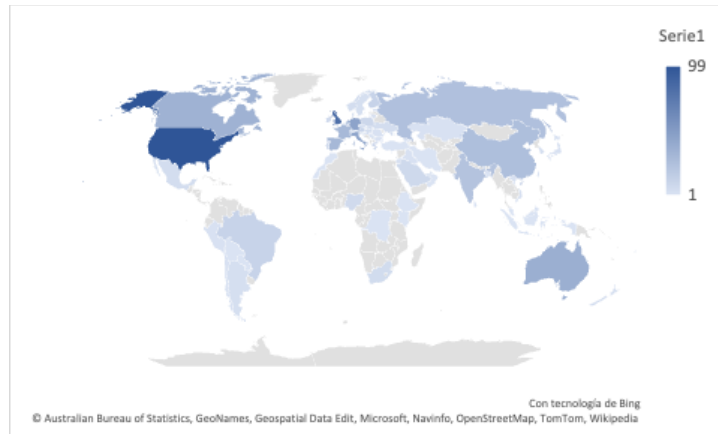 Serie1
99
1
Con tecnología de Bing
© Australian Bureau of Statistics, GeoNames, Geospatial Data Edit, Microsoft, Navinfo, OpenStreetMap, TomTom, Wikipedia